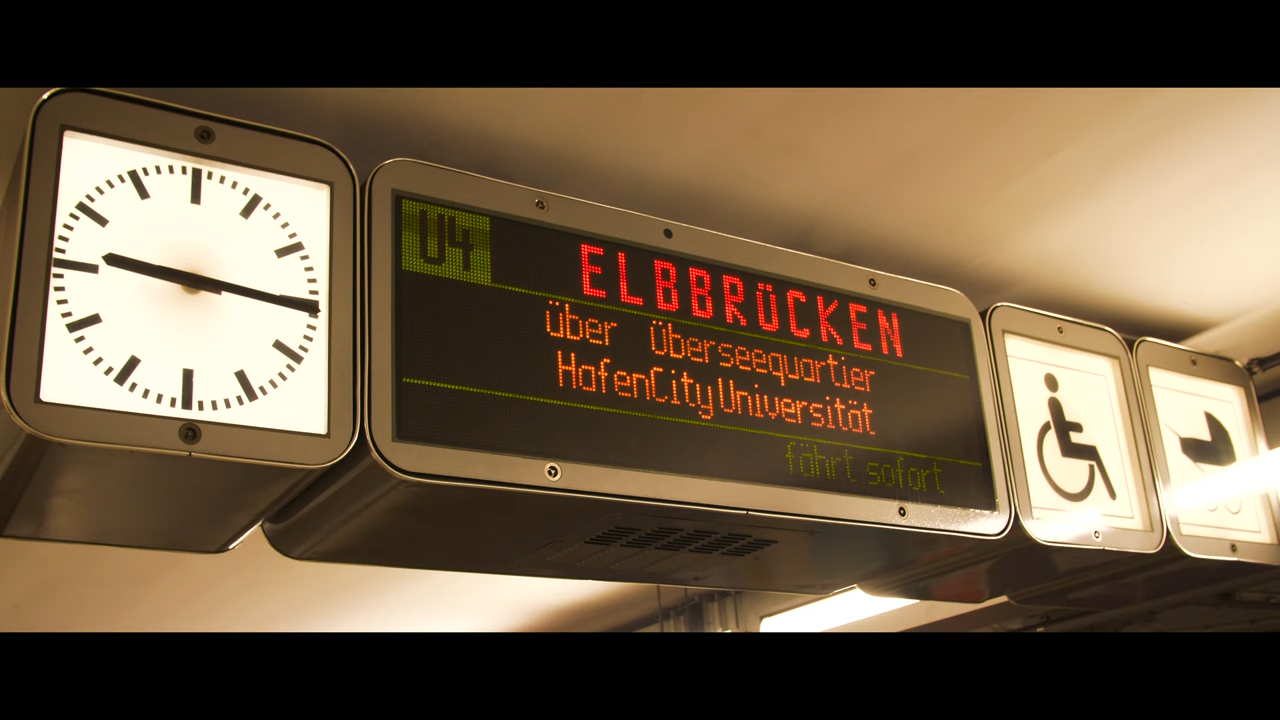 U4
ELBBRÜCKEN
über Überseequartier
HafenCityUniversität
fährt sofort